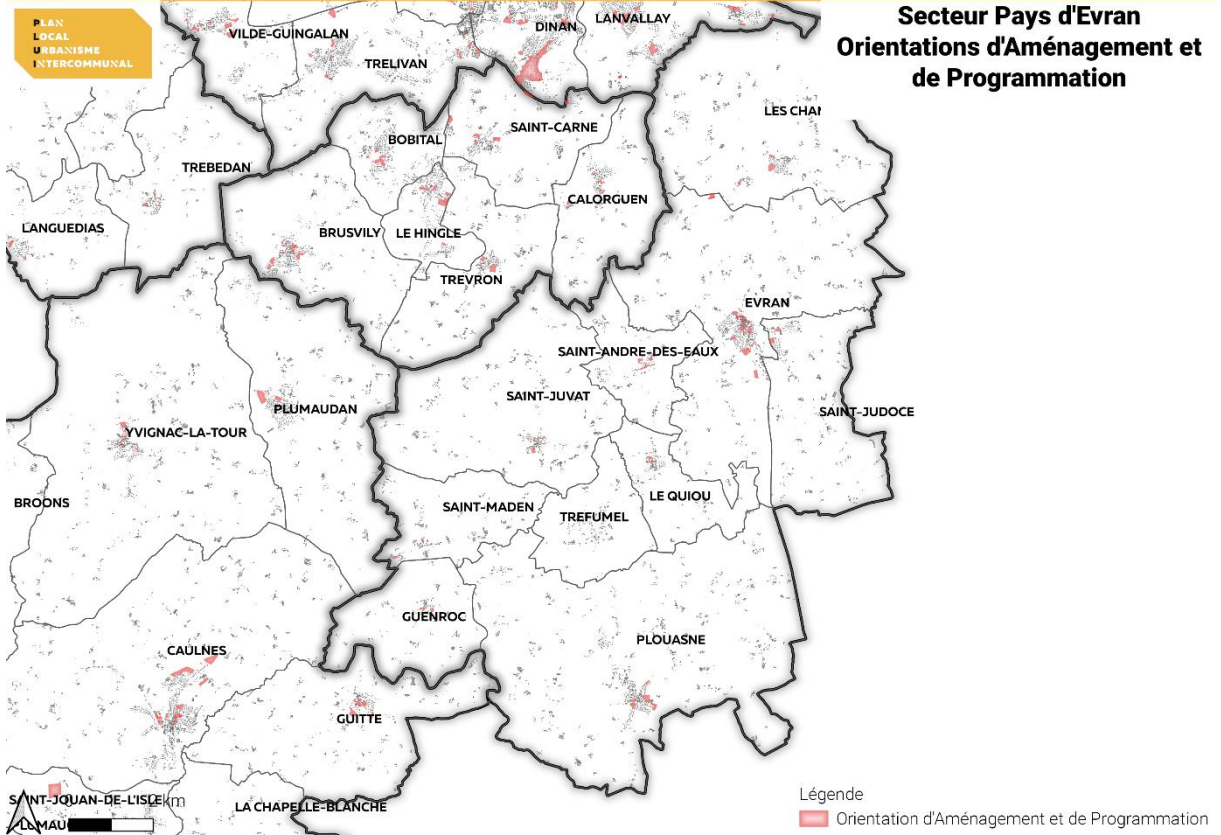 PLAN
LOCAL
URBANISME
INTERCOMMUNAL
Secteur Pays d'Evran
Orientations d'Aménagement et
de Programmation
VILDE-GUINGALAN
DINAN
LANVALLAY
TRELIVAN
LES CHAM
SAINT-CARNE
BOBITAL
TREBEDAN
CALORGUEN
LANGUEDIAS
BRUSVILY
LE HINGLE
TREVRON
EVRAN
SAINT-ANDRE-DES-EAUX
SAINT-JUVAT
PLUMAUDAN
SAINT-JUDOCE
YVIGNAC-LA-TOUR
BROONS
LE QUIOU
SAINT-MADEN
TREFUMEL
GUENROC
PLOUASNE
CAULNES
GUITTE
SAINT-JOUAN-DE-L'ISLE
km
LA CHAPELLE-BLANCHE
Légende
Orientation d'Aménagement et de Programmation